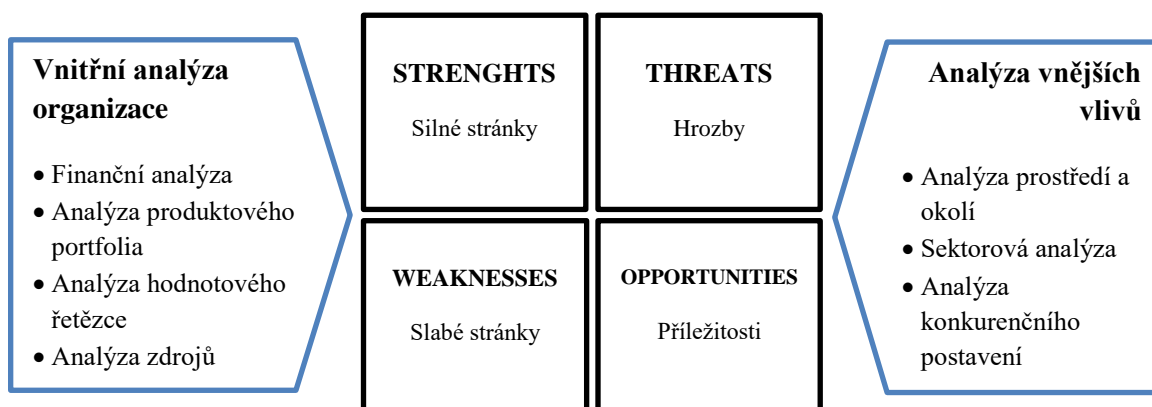 Vnitřní analýza
organizace
• Finanční analýza
• Analýza produktového
portfolia
• Analýza hodnotového
řetězce
• Analýza zdrojů
STRENGHTS
Silné stránky
THREATS
Hrozby
WEAKNESSES
Slabé stránky
OPPORTUNITIES
Příležitosti
Analýza vnějších
vlivů
• Analýza prostředí a
okolí
• Sektorová analýza
• Analýza
konkurenčního
postavení